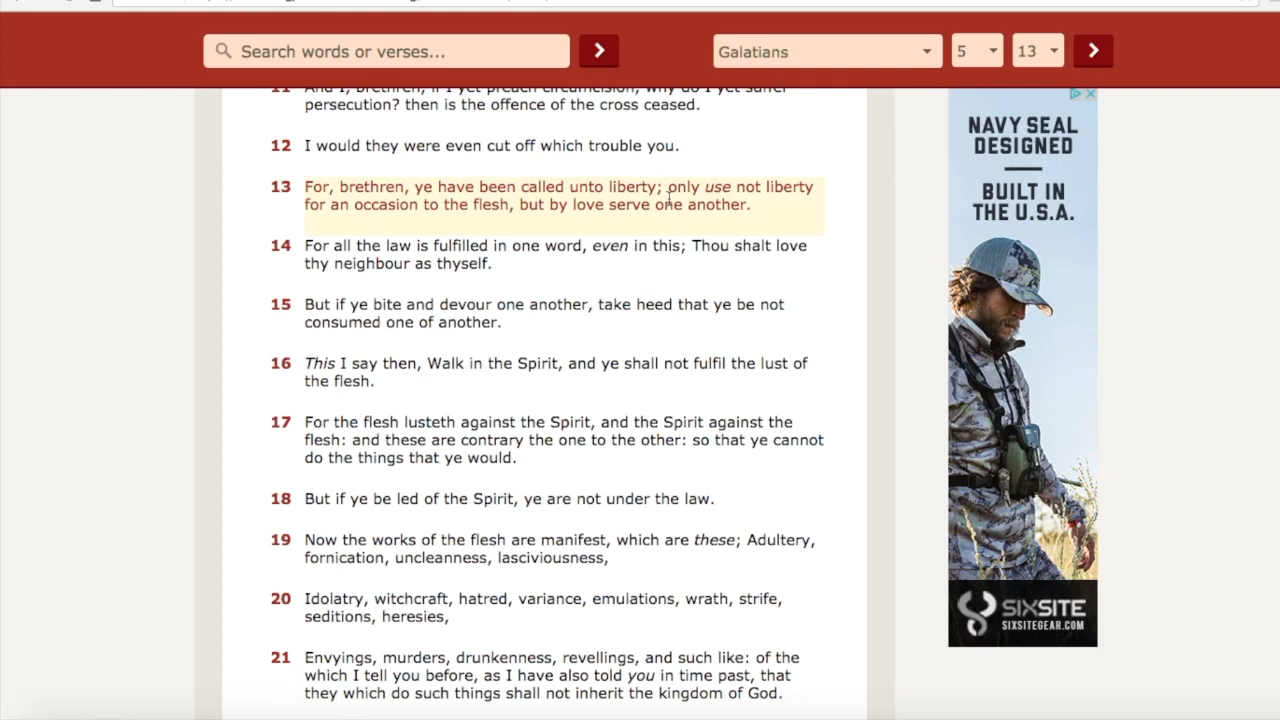 Search words or verses...
Galatians
5
13
11 And I, brethren, if I yet preach circumcision, why do I yet suffer
persecution? then is the offence of the cross ceased.
12 I would they were even cut off which trouble you.
13 For, brethren, ye have been called unto liberty; only use not liberty
for an occasion to the flesh, but by love serve one another.
14 For all the law is fulfilled in one word, even in this; Thou shalt love
thy neighbour as thyself.
15 But if ye bite and devour one another, take heed that ye be not
consumed one of another.
16 This I say then, Walk in the Spirit, and ye shall not fulfil the lust of
the flesh.
17 For the flesh lusteth against the Spirit, and the Spirit against the
flesh: and these are contrary the one to the other: so that ye cannot
do the things that ye would.
18 But if ye be led of the Spirit, ye are not under the law.
19 Now the works of the flesh are manifest, which are these; Adultery,
fornication, uncleanness, lasciviousness,
20 Idolatry, witchcraft, hatred, variance, emulations, wrath, strife,
seditions, heresies,
21 Envyings, murders, drunkenness, revellings, and such like: of the
which I tell you before, as I have also told you in time past, that
they which do such things shall not inherit the kingdom of God.
NAVY SEAL
DESIGNED
BUILT IN
THE U.S.A.
SIXSITE
SIXSITEGEAR.COM